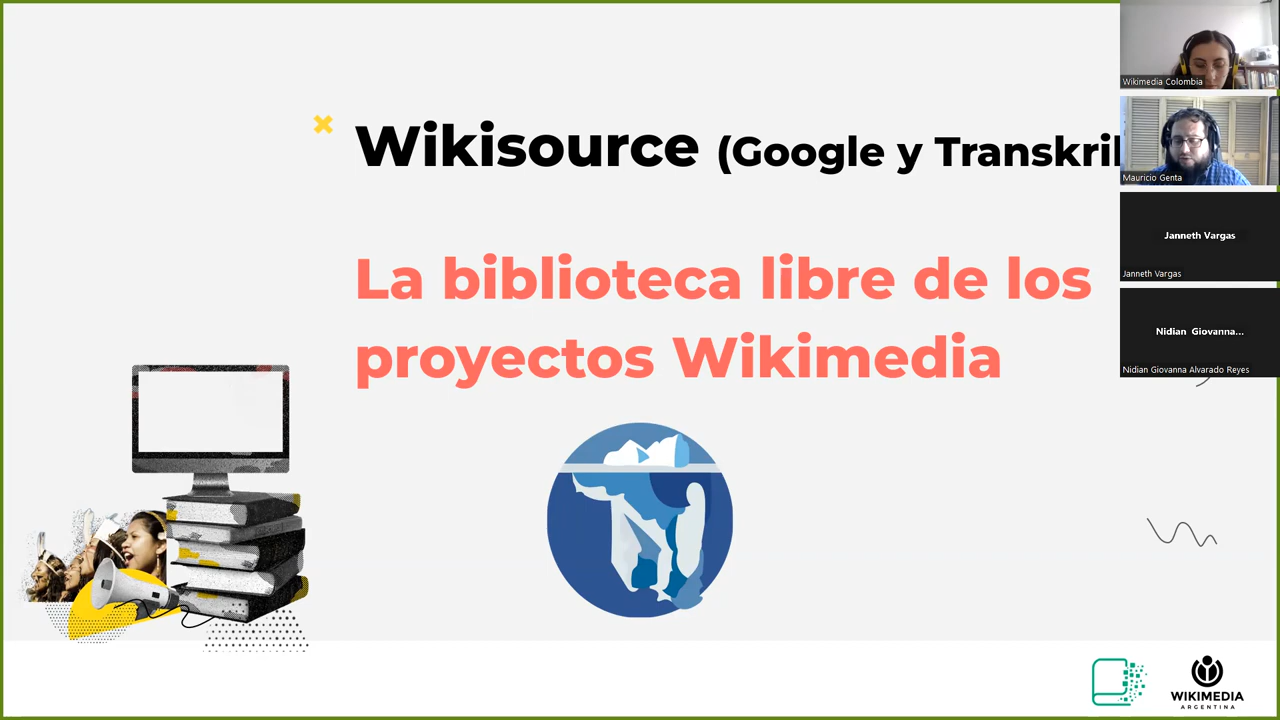 Wikisource (Google y Transkri
La biblioteca libre de los
proyectos Wikimedia
Wikimedia Colombia
Mauricio Genta
Janneth Vargas
Janneth Vargas
Nidian Giovanna...
Nidian Giovanna Alvarado Reyes
WIKIMEDIA
ARGENTINA